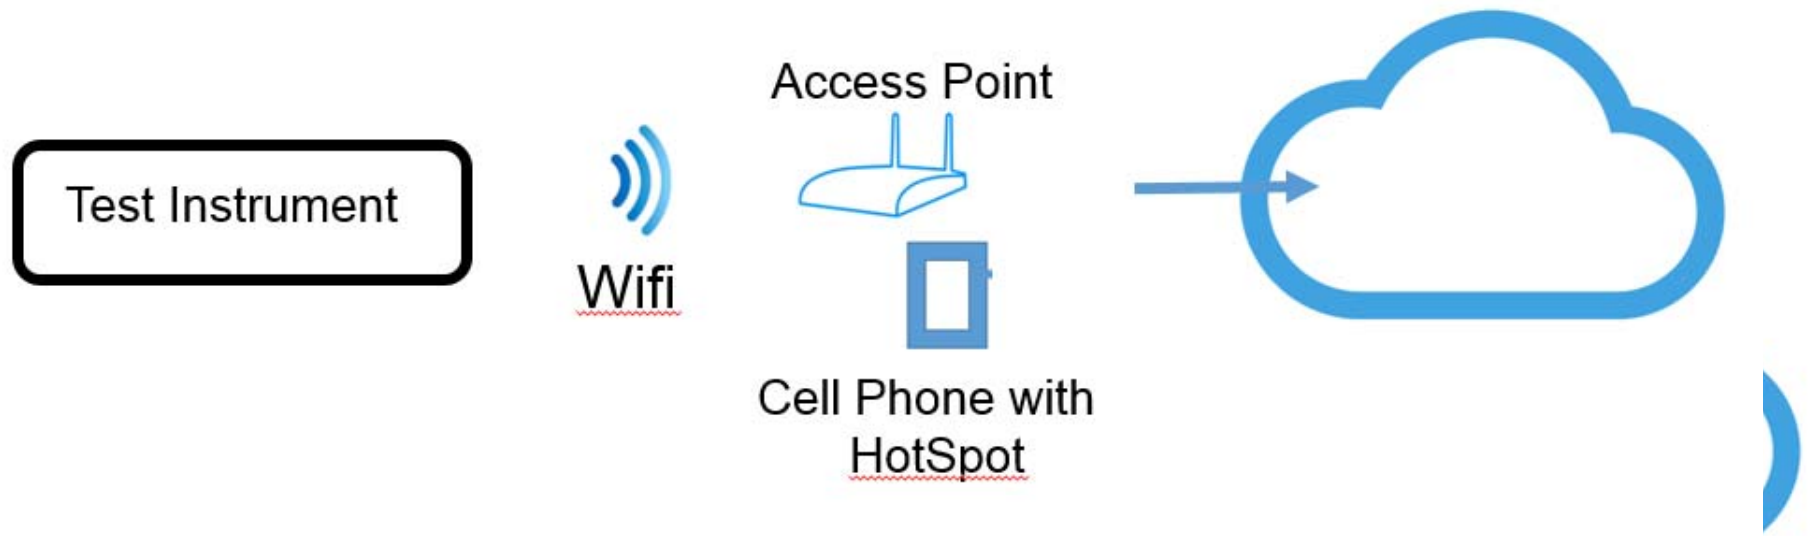 Access Point
Test Instrument
Wifi
Cell Phone with
HotSpot